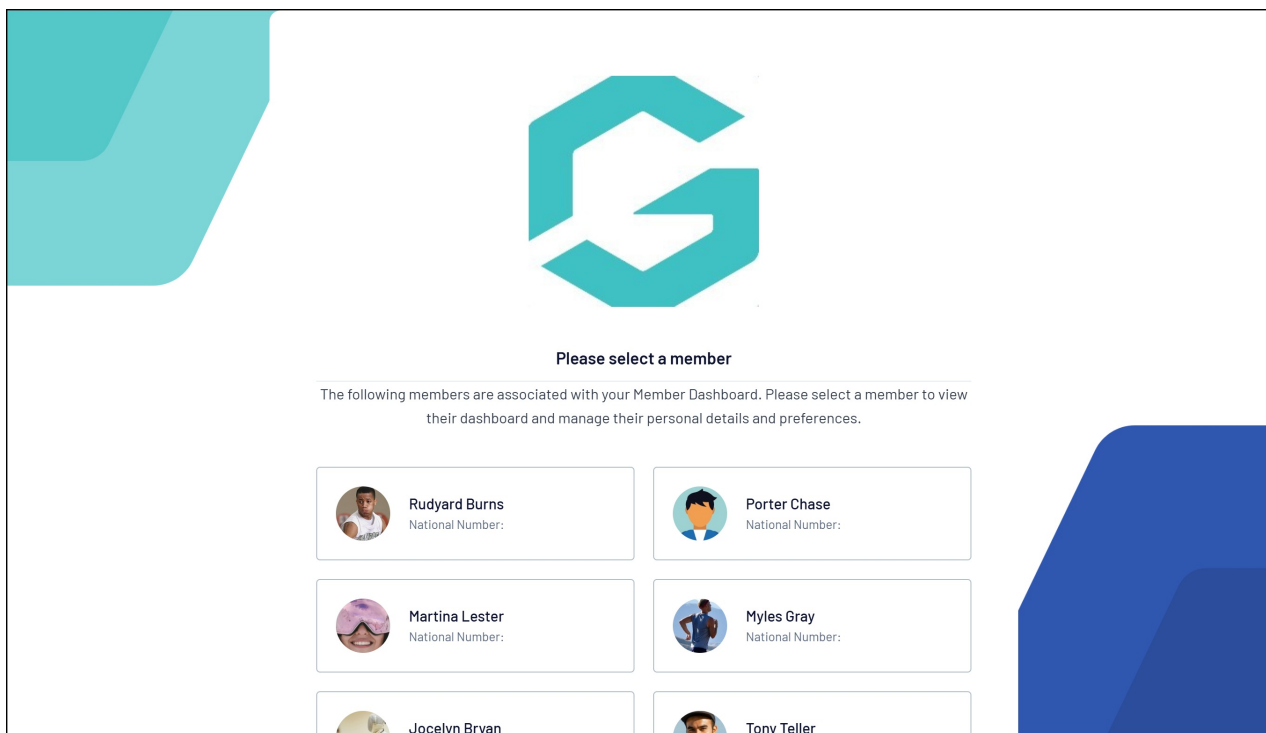 Please select a member
The following members are associated with your Member Dashboard. Please select a member to view
their dashboard and manage their personal details and preferences.
Rudyard Burns
National Number:
Porter Chase
National Number:
Martina Lester
National Number:
Myles Gray
National Number:
Jocelyn Bryan
Tony Teller